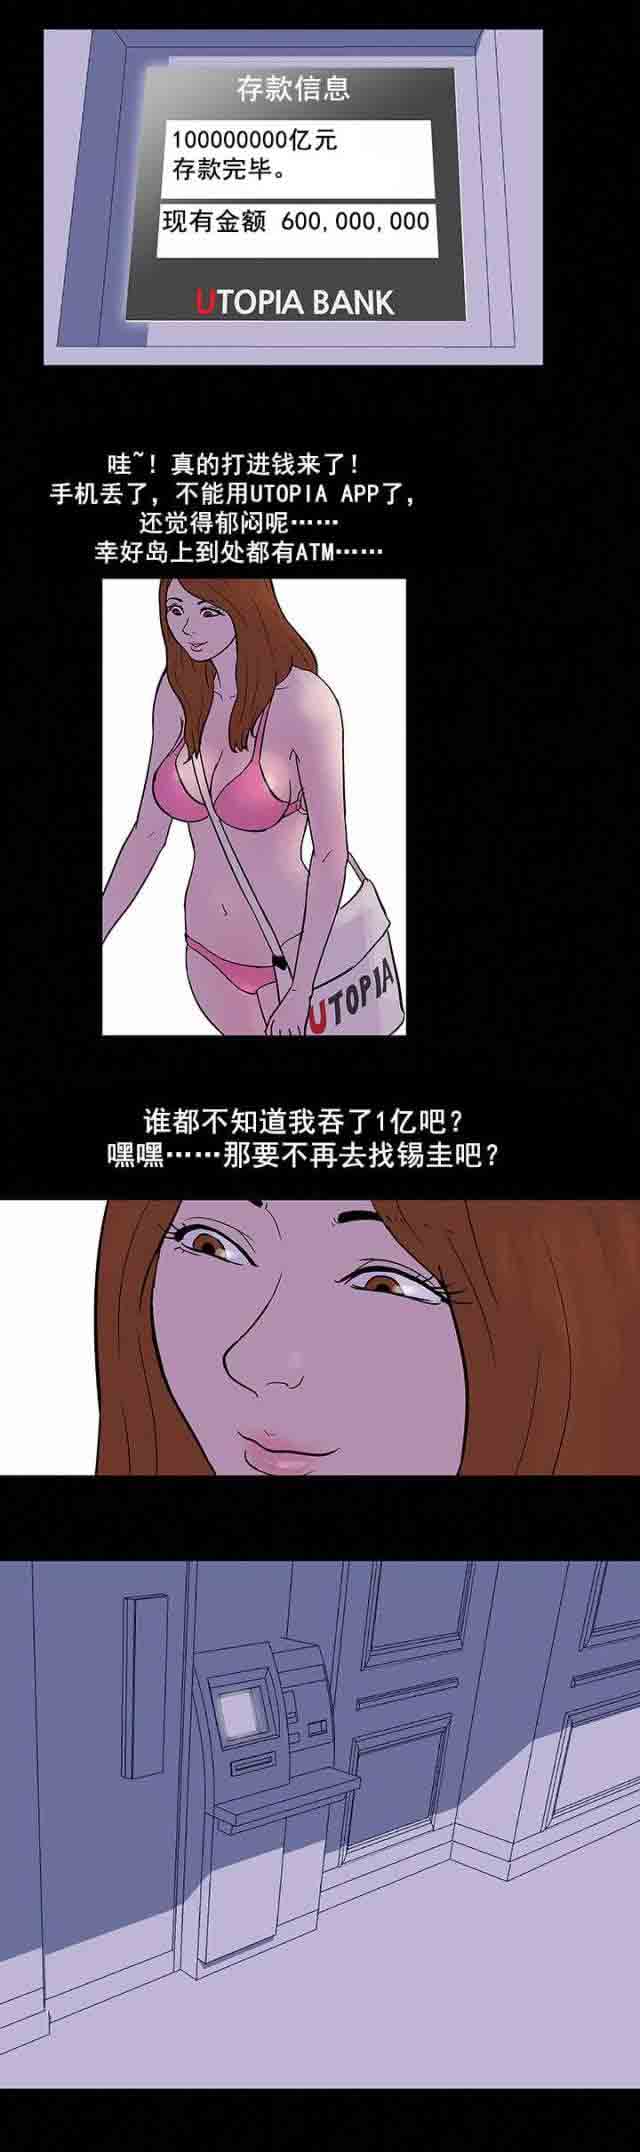 存款信息
100000000亿元
存款完毕。
现有金额 600,000,000
UTOPIA BANK
哇~！真的打进钱来了！
手机丢了，不能用UTOPIA APP了，
还觉得郁闷呢……
幸好岛上到处都有ATM……
UTOPIA
谁都不知道我吞了1亿吧？
嘿嘿……那要不再去找锡圭吧？